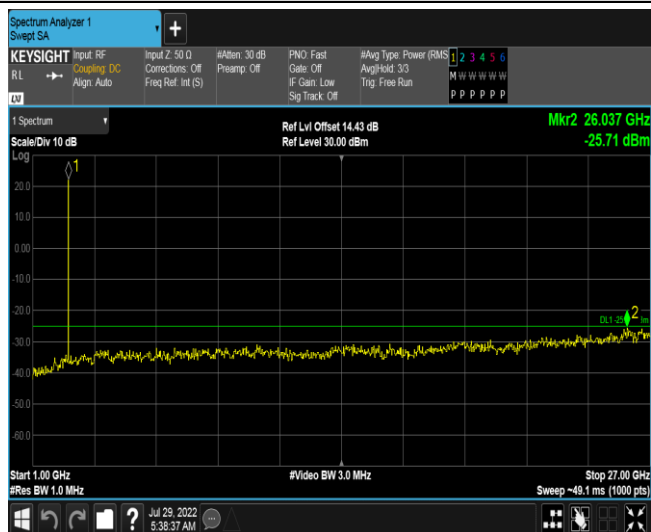 Spectrum Analyzer 1
Swept SA
+
KEYSIGHT
RL
Input: RF
Coupling: DC
Align: Auto
Input Z: 50 Ω
Corrections: Off
Freq Ref: Int (S)
#Atten: 30 dB
Preamp: Off
PNO: Fast
Gate: Off
IF Gain: Low
Sig Track: Off
#Avg Type: Power (RMS
Avg|Hold: 3/3
Trig: Free Run
1 2 3 4 5 6
M W W W W W
P P P P P P
LXI
1 Spectrum
Scale/Div 10 dB
Ref Lvl Offset 14.43 dB
Ref Level 30.00 dBm
Mkr2 26.037 GHz
-25.71 dBm
Log
1
20.0
10.0
0.00
-10.0
-20.0
DL1 -25
2
-30.0
-40.0
-50.0
-60.0
Start 1.00 GHz
#Res BW 1.0 MHz
#Video BW 3.0 MHz
Stop 27.00 GHz
Sweep ~49.1 ms (1000 pts)
?
Jul 29, 2022
5:38:37 AM